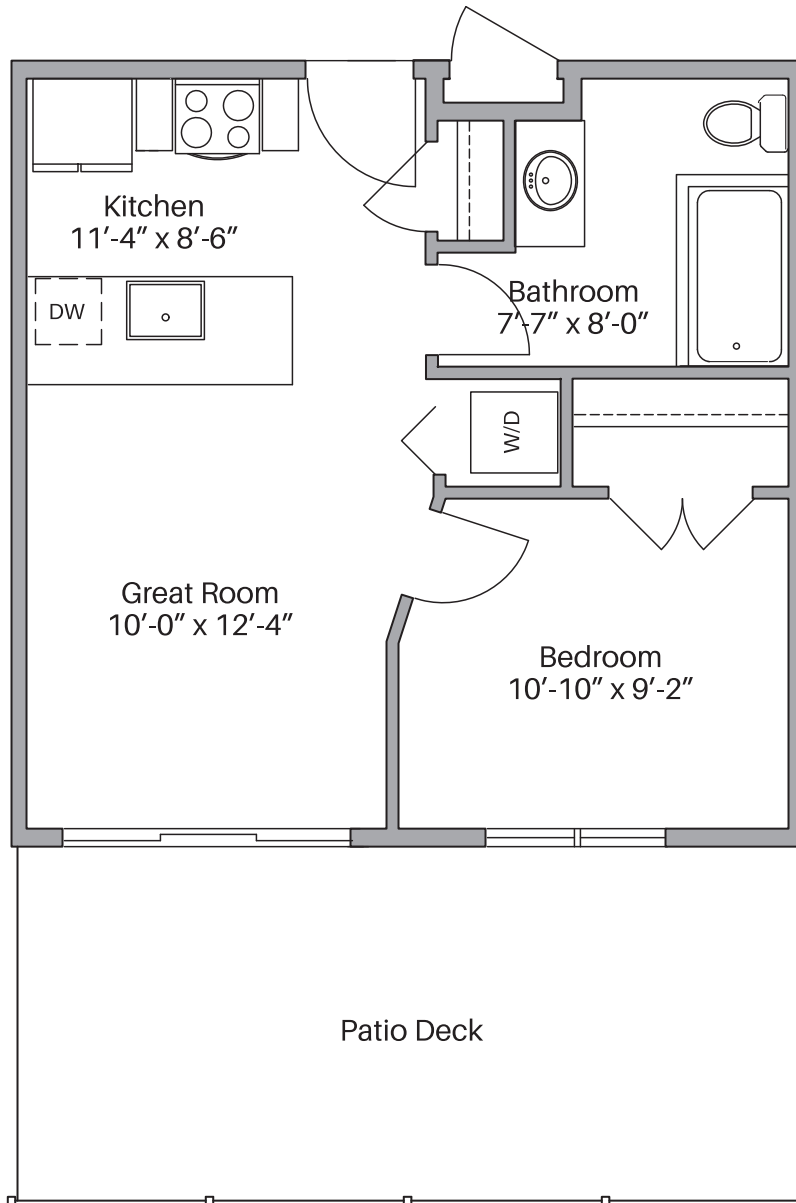 Kitchen
11′-4″ x 8′-6″
DW
Bathroom
7′-7″ x 8′-0″
W/D
Great Room
10′-0″ x 12′-4″
Bedroom
10′-10″ x 9′-2″
Patio Deck